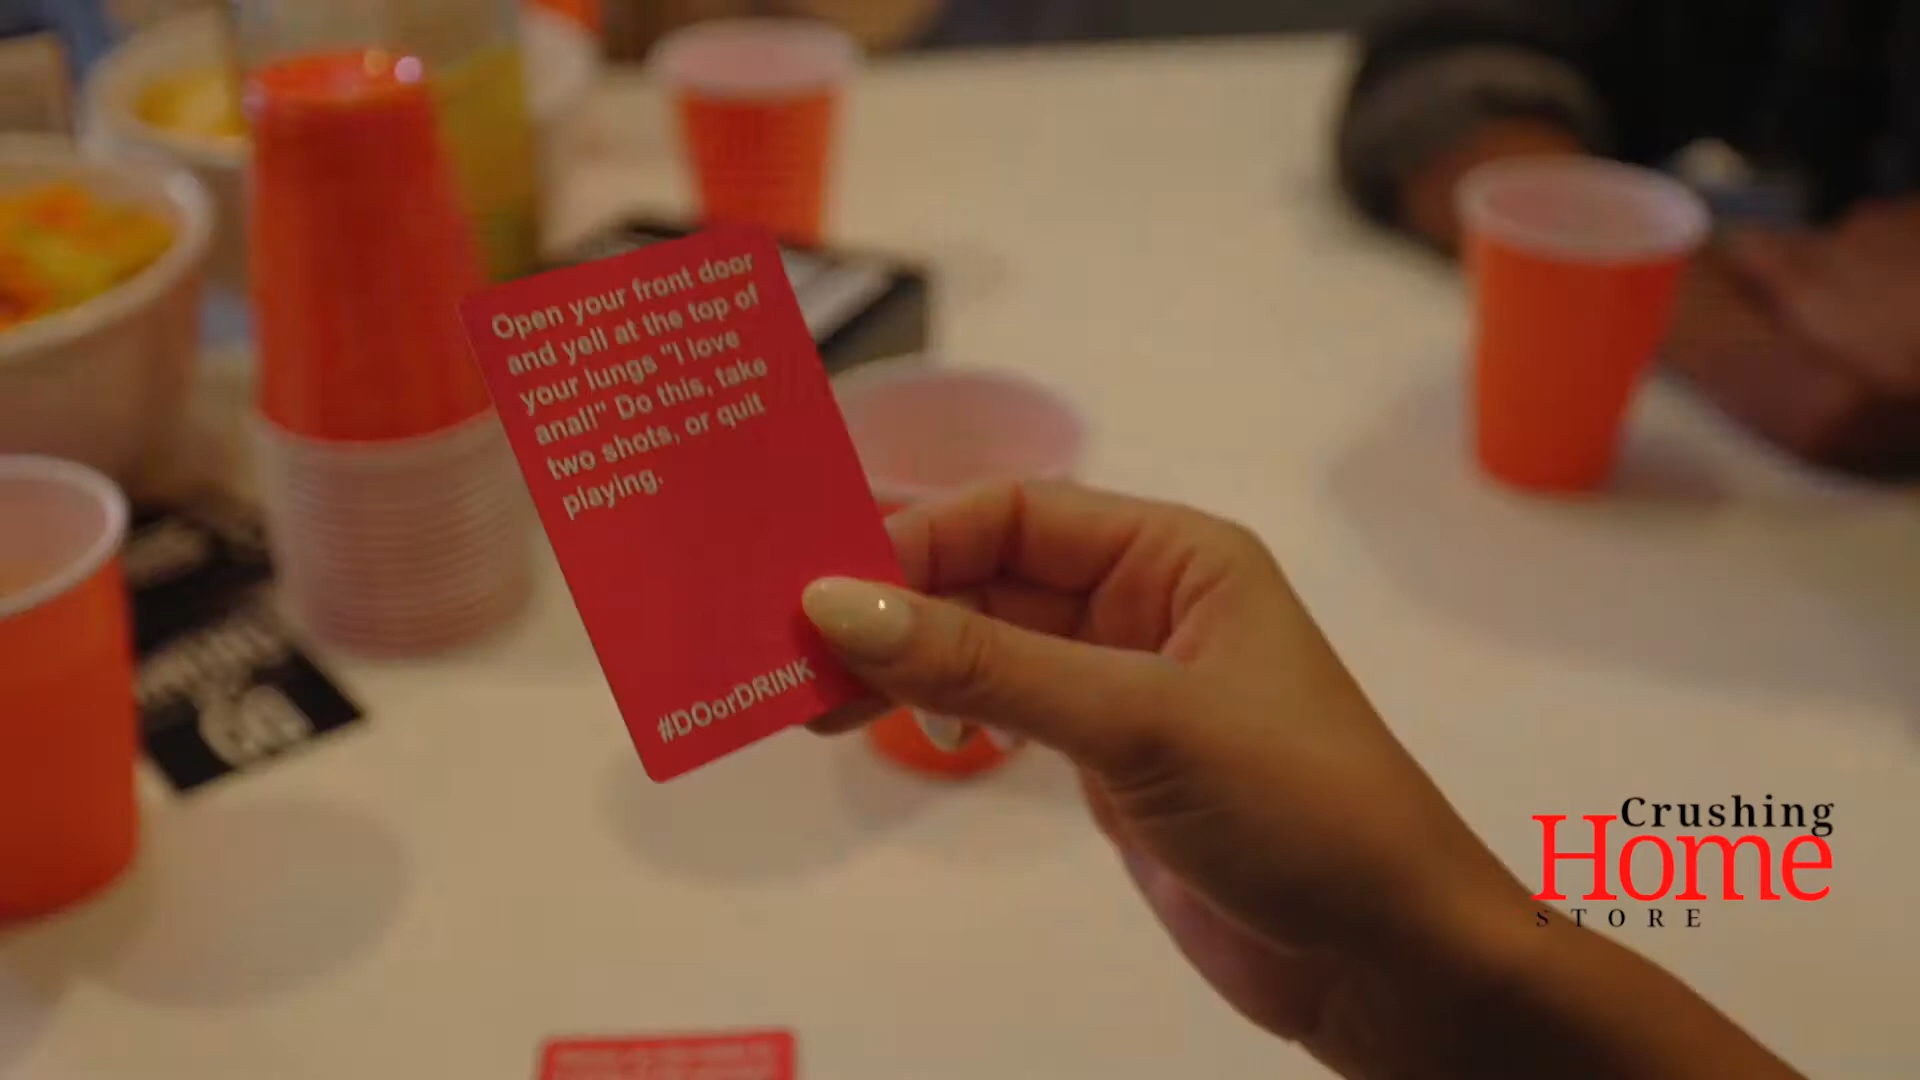 Open your front door
and yell at the top of
your lungs "I love
anal!" Do this, take
two shots, or quit
playing.
#DOorDRINK
Crushing
Home
STORE